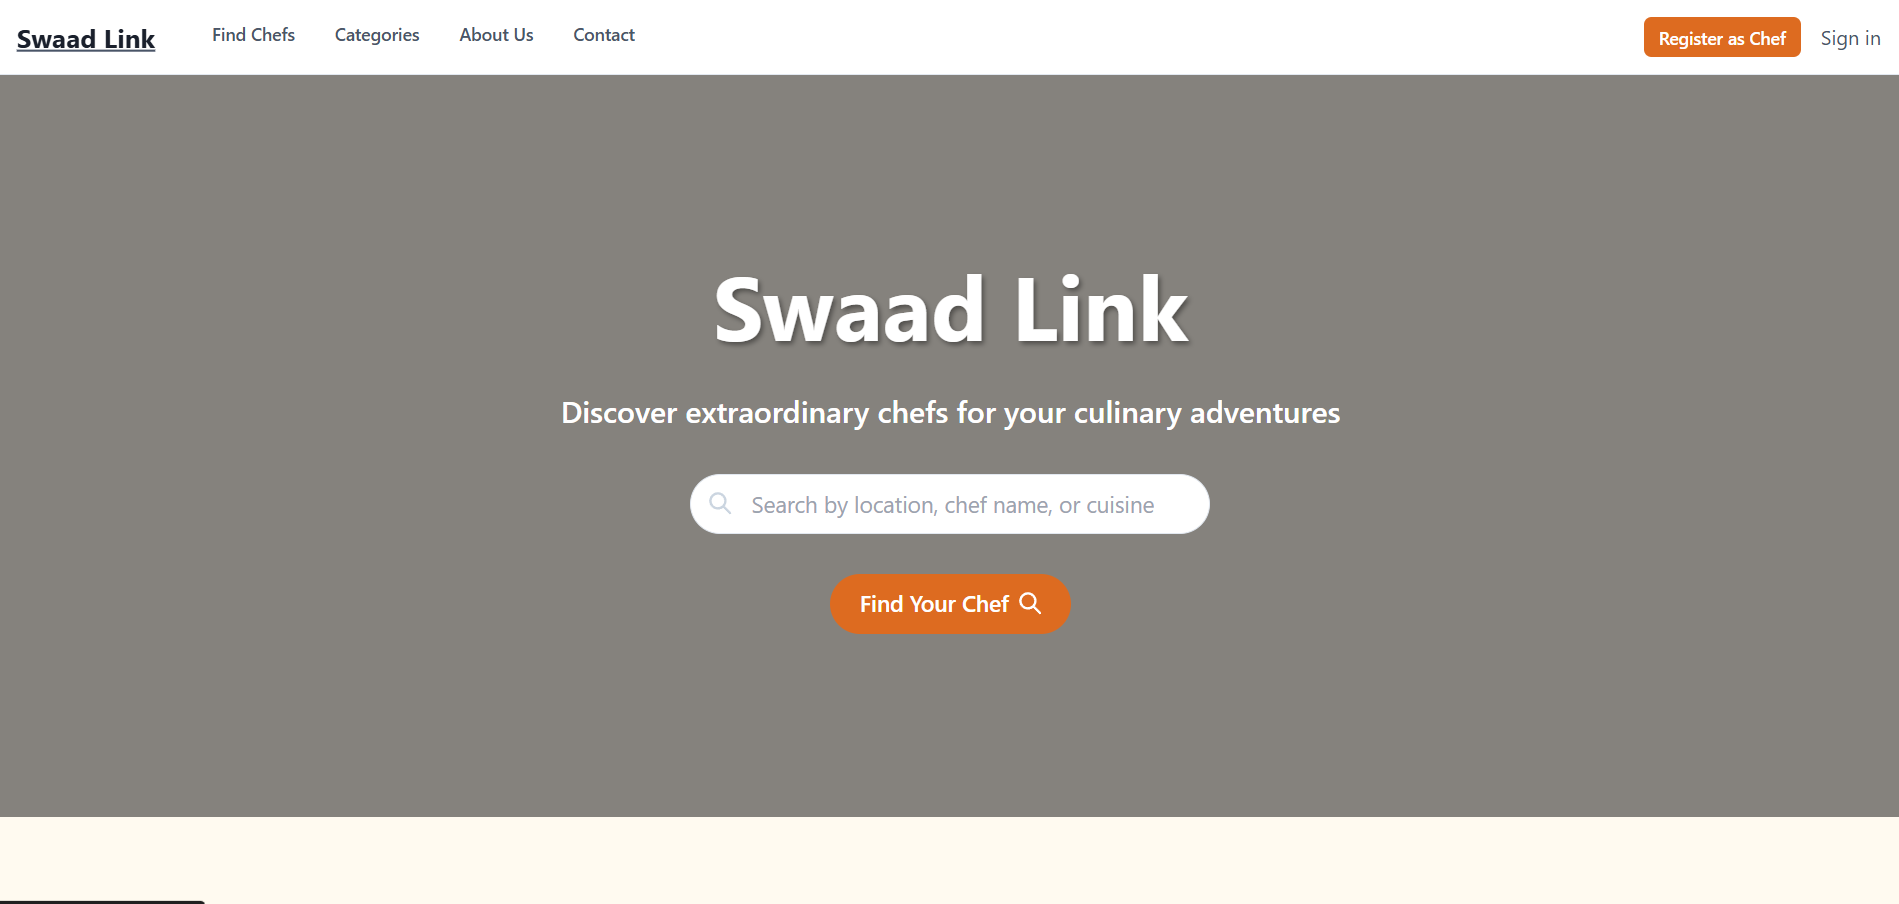 Swaad Link
Find Chefs
Categories
About Us
Contact
Register as Chef
Sign in
Swaad Link
Discover extraordinary chefs for your culinary adventures
Search by location, chef name, or cuisine
Find Your Chef